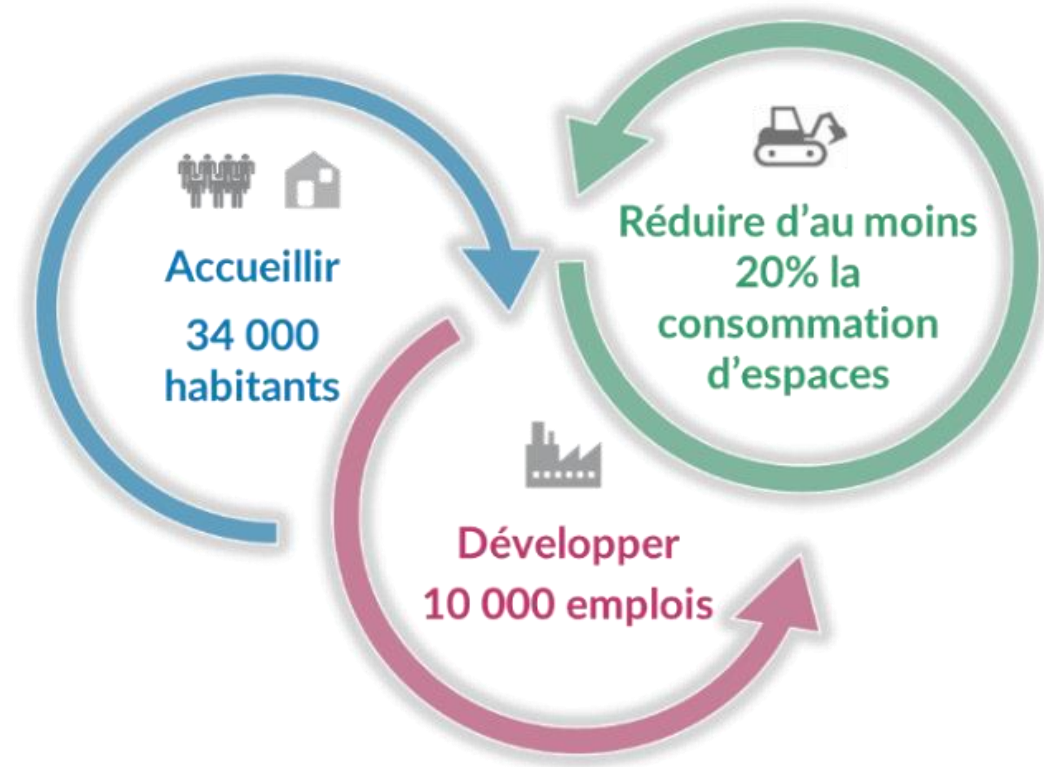 Accueillir
34 000
habitants
Réduire d’au moins
20% la
consommation
d’espaces
Développer
10 000 emplois